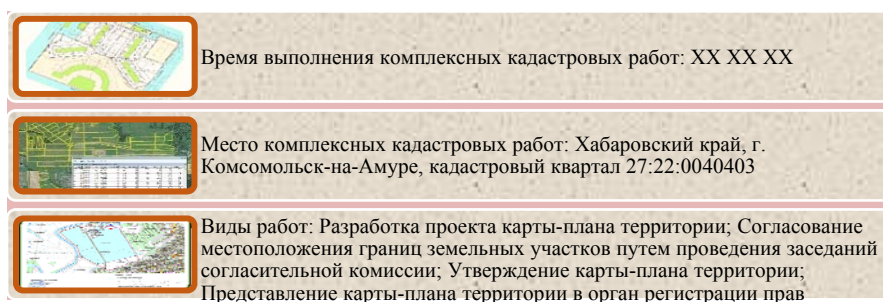 Время выполнения комплексных кадастровых работ: XX XX XX
Место комплексных кадастровых работ: Хабаровский край, г.
Комсомольск-на-Амуре, кадастровый квартал 27:22:0040403
Виды работ: Разработка проекта карты-плана территории; Согласование
местоположения границ земельных участков путем проведения заседаний
согласительной комиссии; Утверждение карты-плана территории;
Представление карты-плана территории в орган регистрации прав